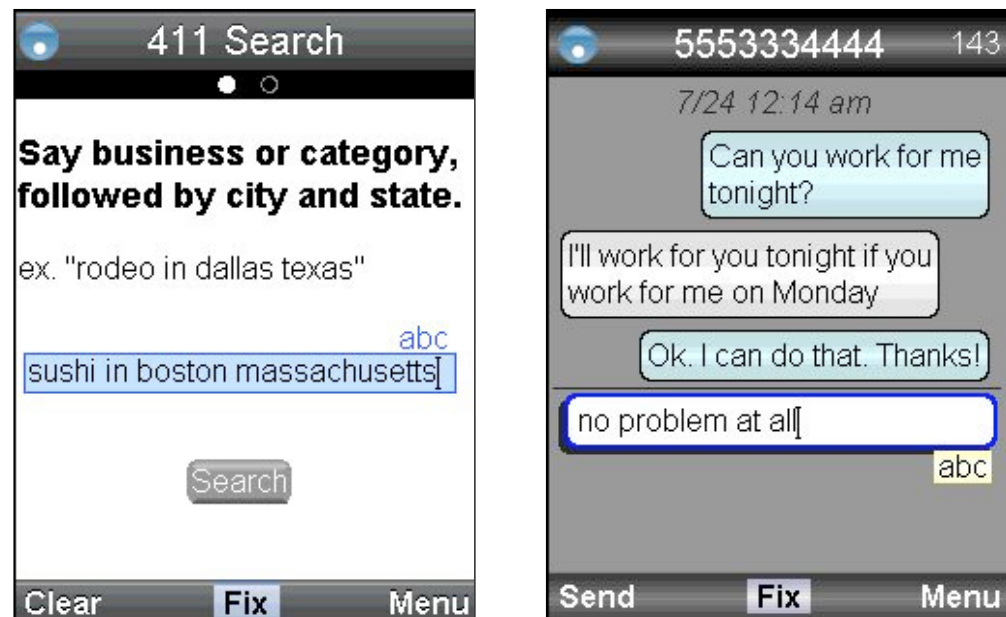 411 Search
Say business or category,
followed by city and state.
ex. "rodeo in dallas texas"
abc
sushi in boston massachusetts
Search
Clear Fix Menu
5553334444 143
7/24 12:14 am
Can you work for me
tonight?
I'll work for you tonight if you
work for me on Monday
Ok. I can do that. Thanks!
no problem at all
abc
Send Fix Menu